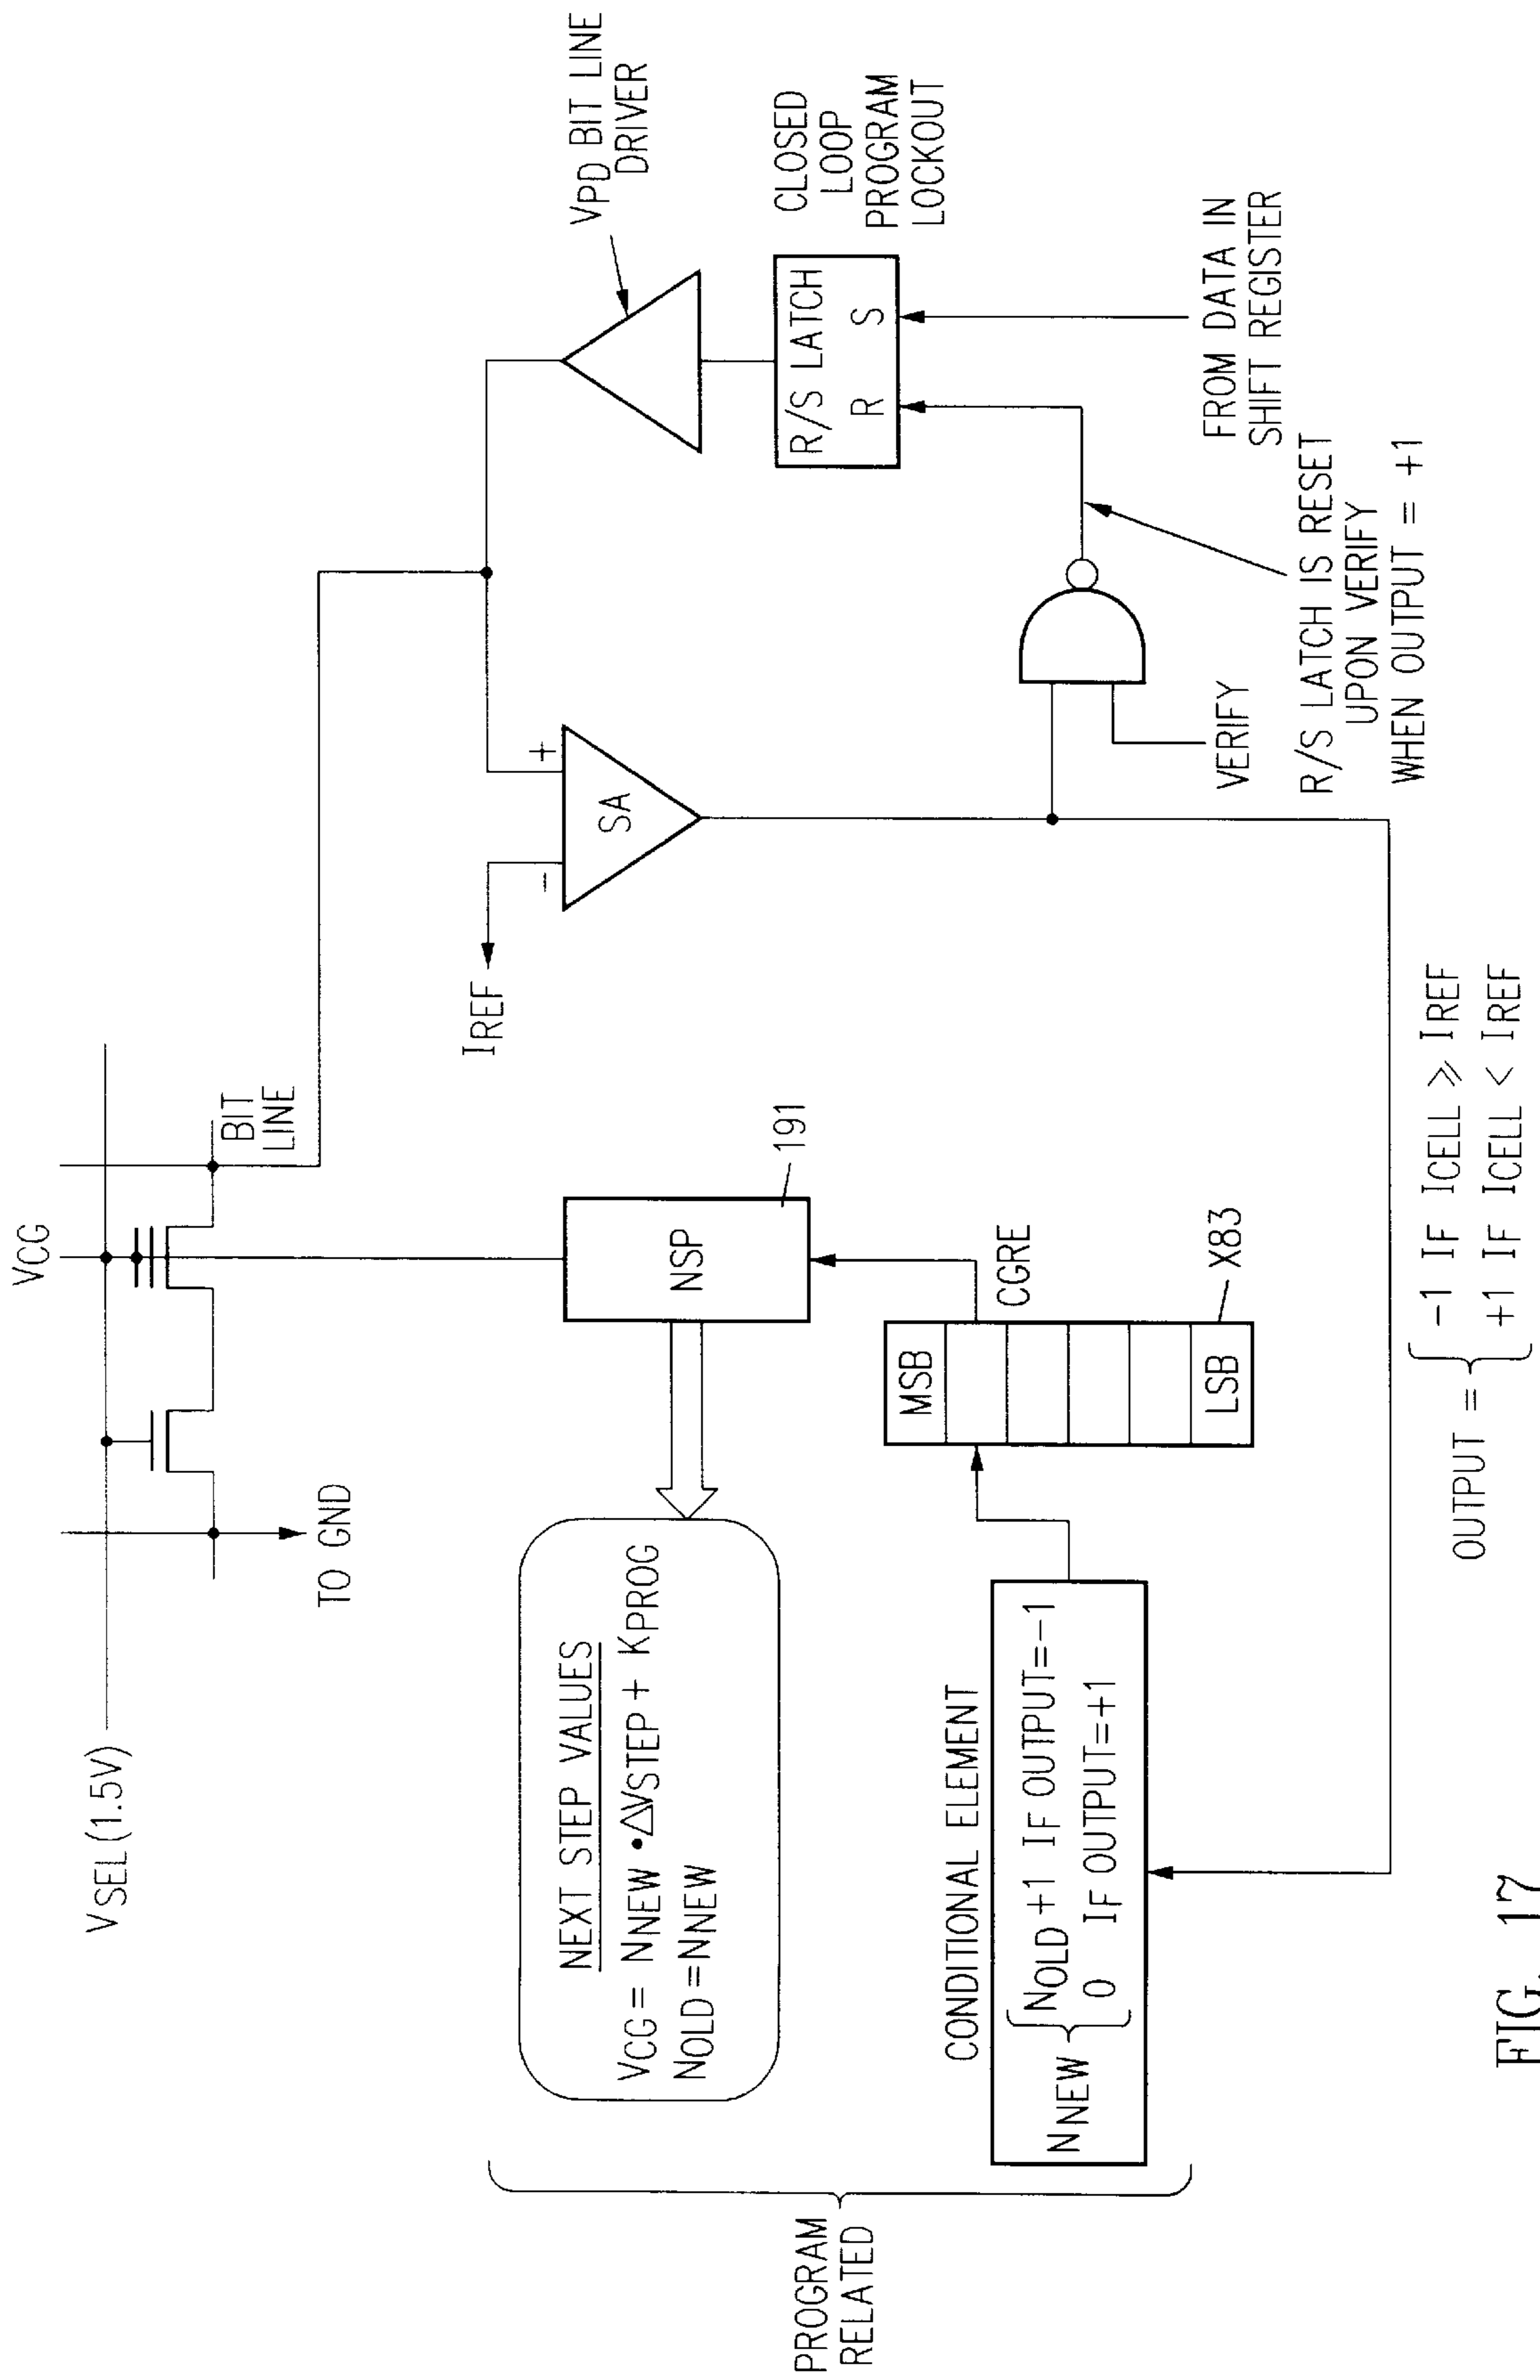 VSEL(1.5V)
VCG
BIT
LINE
TO GND
VPD BIT LINE
DRIVER
IREF
-
+
SA
NSP
191
NEXT STEP VALUES
VCG = NNEW • ΔVSTEP + KPROG
NOLD = NNEW
CLOSED
LOOP
PROGRAM
LOCKOUT
R/S LATCH
R S
PROGRAM
RELATED
CONDITIONAL ELEMENT
NNEW
NOLD +1 IF OUTPUT=-1
0 IF OUTPUT=+1
MSB
LSB
CGRE
X83
VERIFY
FROM DATA IN
SHIFT REGISTER
R/S LATCH IS RESET
UPON VERIFY
WHEN OUTPUT = +1
OUTPUT =
-1 IF ICELL ⩾ IREF
+1 IF ICELL < IREF
FIG. 17